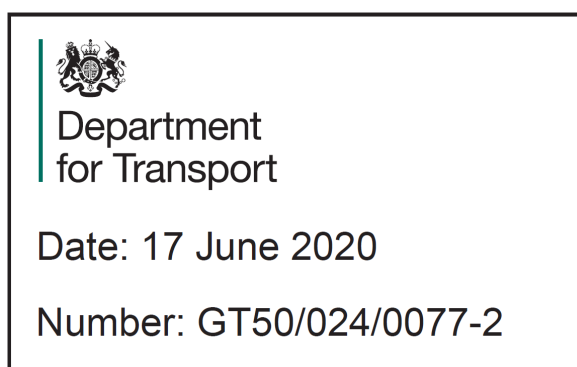 Department
for Transport
Date: 17 June 2020
Number: GT50/024/0077-2